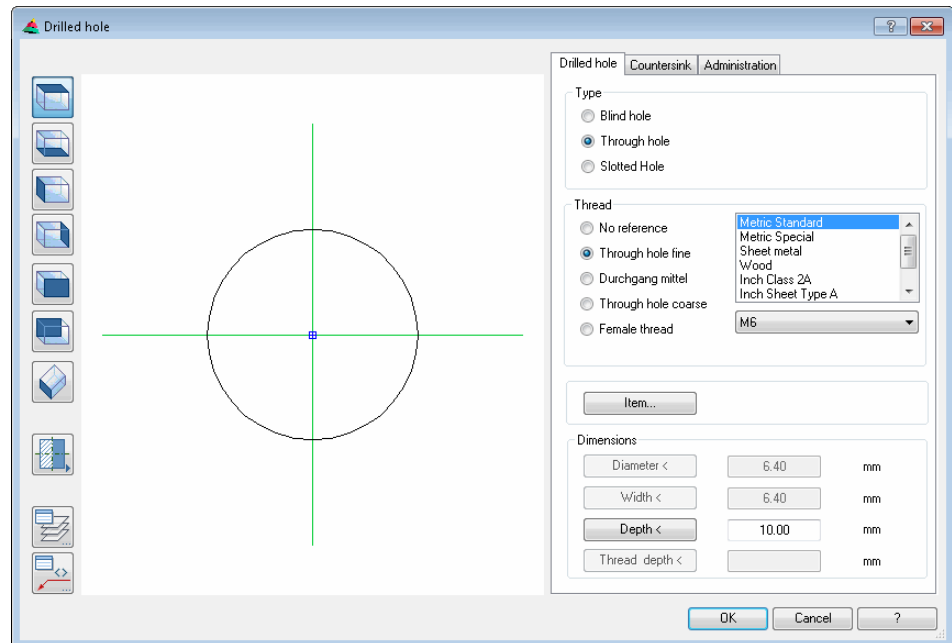 Drilled hole
Drilled hole Countersink Administration
Type
Blind hole
Through hole
Slotted Hole
Thread
No reference
Through hole fine
Durchgang mittel
Through hole coarse
Female thread
Metric Standard
Metric Special
Sheet metal
Wood
Inch Class 2A
Inch Sheet Type A
M6
Item...
Dimensions
Diameter < 6.40 mm
Width < 6.40 mm
Depth < 10.00 mm
Thread depth < mm
OK Cancel ?